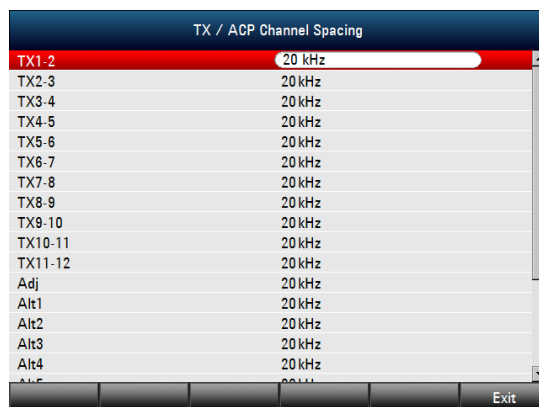 TX / ACP Channel Spacing
TX1-2 20 kHz
TX2-3 20 kHz
TX3-4 20 kHz
TX4-5 20 kHz
TX5-6 20 kHz
TX6-7 20 kHz
TX7-8 20 kHz
TX8-9 20 kHz
TX9-10 20 kHz
TX10-11 20 kHz
TX11-12 20 kHz
Adj 20 kHz
Alt1 20 kHz
Alt2 20 kHz
Alt3 20 kHz
Alt4 20 kHz
Exit